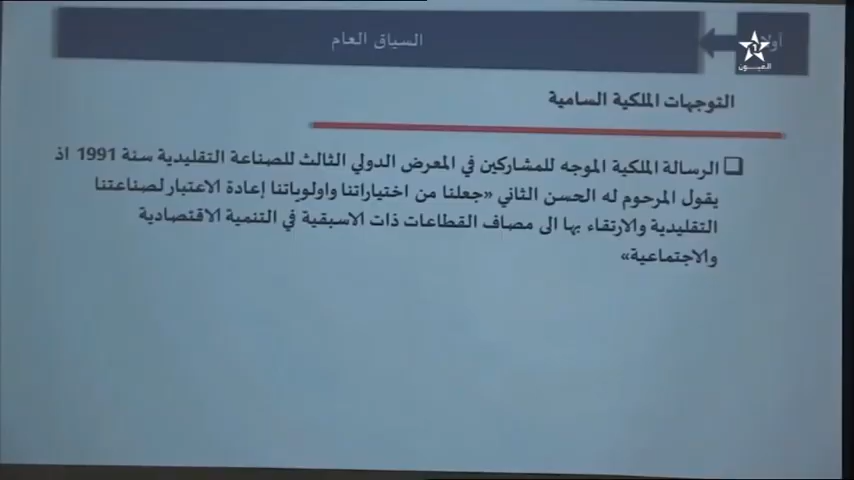 أولا
السياق العام
العيون
التوجهات الملكية السامية
❑ الرسالة الملكية الموجه للمشاركين في المعرض الدولي الثالث للصناعة التقليدية سنة 1991 اذ
يقول المرحوم له الحسن الثاني «جعلنا من اختياراتنا واولوياتنا إعادة الاعتبار لصناعتنا
التقليدية والارتقاء بها الى مصاف القطاعات ذات الاسبقية في التنمية الاقتصادية
والاجتماعية»